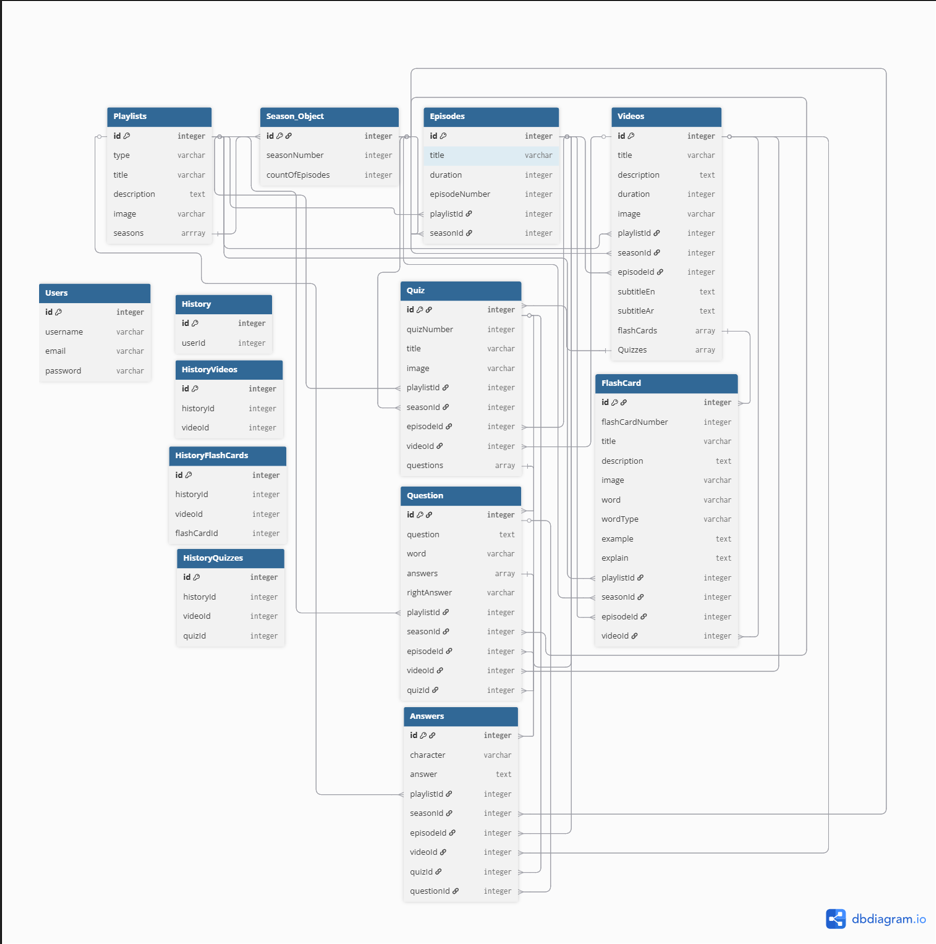 Playlists
id integer
type varchar
title varchar
description text
image varchar
seasons arrray
Season_Object
id integer
seasonNumber integer
countOfEpisodes integer
Episodes
id integer
title varchar
duration integer
episodeNumber integer
playlistId integer
seasonId integer
Videos
id integer
title varchar
description text
duration integer
image varchar
playlistId integer
seasonId integer
episodeId integer
subtitleEn text
subtitleAr text
flashCards array
Quizzes array
Users
id integer
username varchar
email varchar
password varchar
History
id integer
userId integer
HistoryVideos
id integer
historyId integer
videoId integer
HistoryFlashCards
id integer
historyId integer
videoId integer
flashCardId integer
HistoryQuizzes
id integer
historyId integer
videoId integer
quizId integer
Quiz
id integer
quizNumber integer
title varchar
image varchar
playlistId integer
seasonId integer
episodeId integer
videoId integer
questions array
FlashCard
id integer
flashCardNumber integer
title varchar
description text
image varchar
word varchar
wordType varchar
example text
explain text
playlistId integer
seasonId integer
episodeId integer
videoId integer
Question
id integer
question text
word varchar
answers array
rightAnswer varchar
playlistId integer
seasonId integer
episodeId integer
videoId integer
quizId integer
Answers
id integer
character varchar
answer text
playlistId integer
seasonId integer
episodeId integer
videoId integer
quizId integer
questionId integer
dbdiagram.io